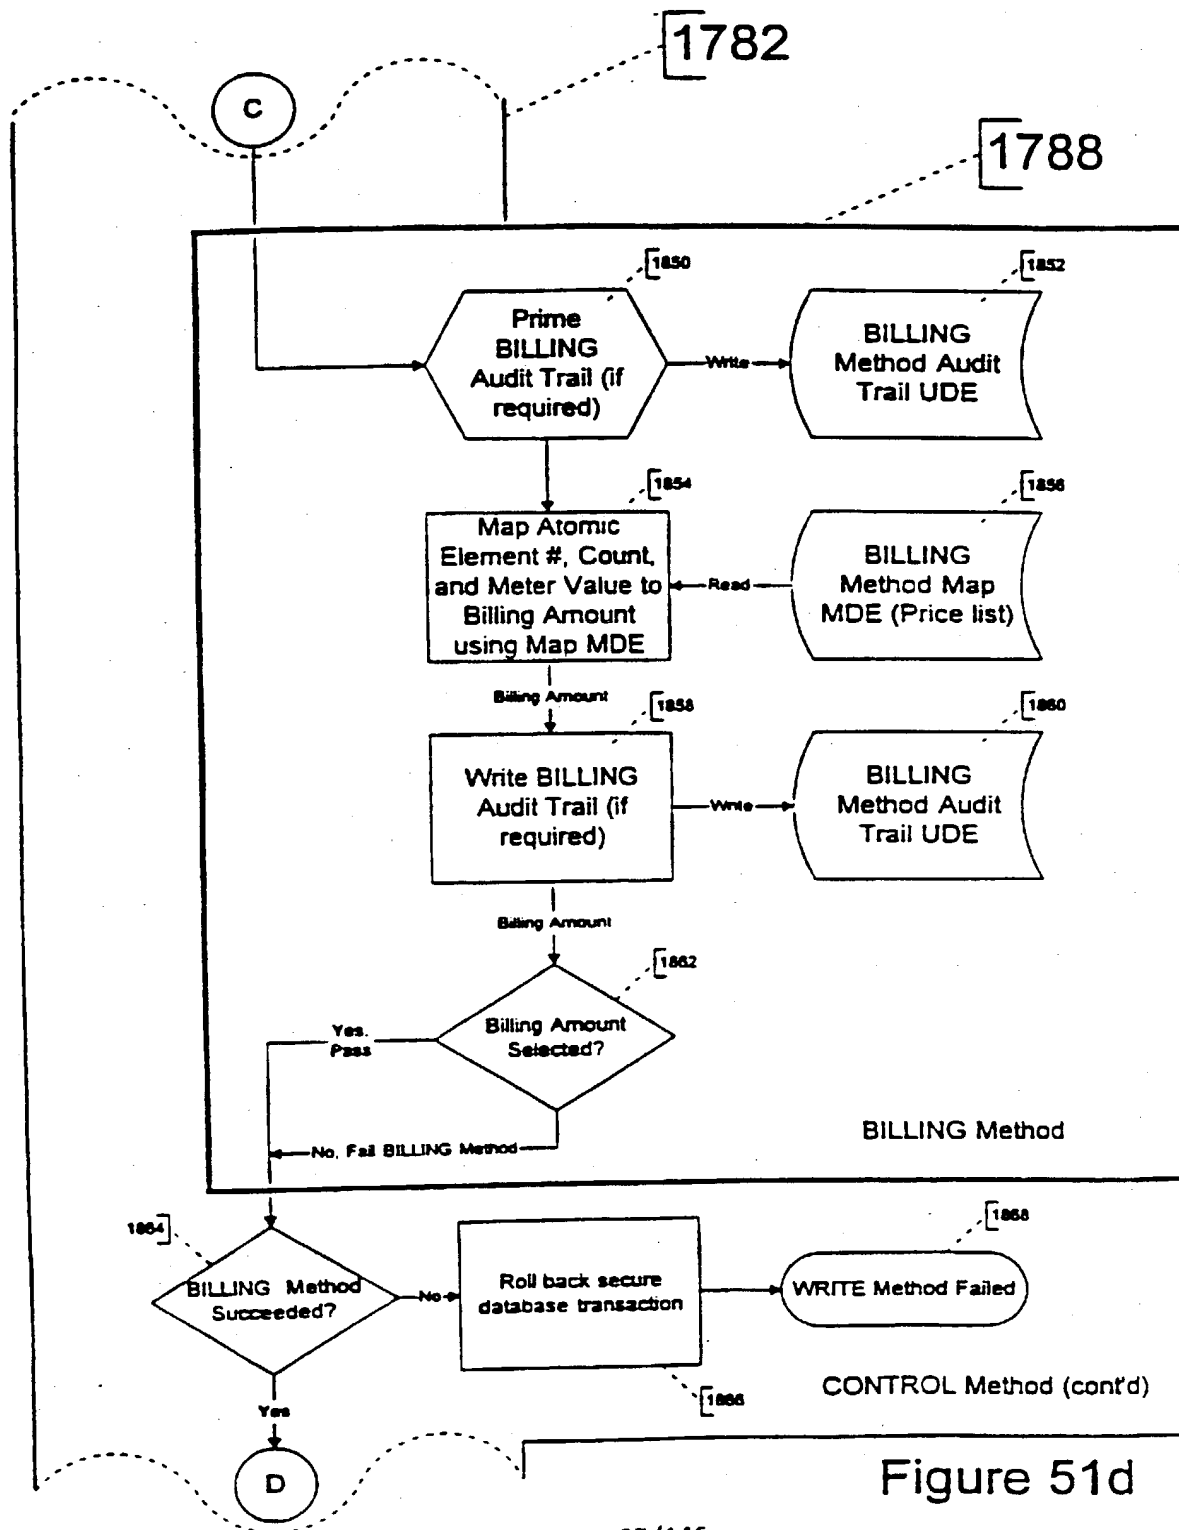 1782
C
1788
1850
1852
Prime
BILLING
Audit Trail (if
required)
Write
BILLING
Method Audit
Trail UDE
1854
1856
Map Atomic
Element #, Count,
and Meter Value to
Billing Amount
using Map MDE
Read
BILLING
Method Map
MDE (Price list)
Billing Amount
1858
1860
Write BILLING
Audit Trail (if
required)
Write
BILLING
Method Audit
Trail UDE
Billing Amount
1862
Billing Amount
Selected?
Yes,
Pass
No, Fail BILLING Method
BILLING Method
1864
1868
BILLING Method
Succeeded?
No
Roll back secure
database transaction
WRITE Method Failed
1866
CONTROL Method (cont'd)
Yes
D
Figure 51d